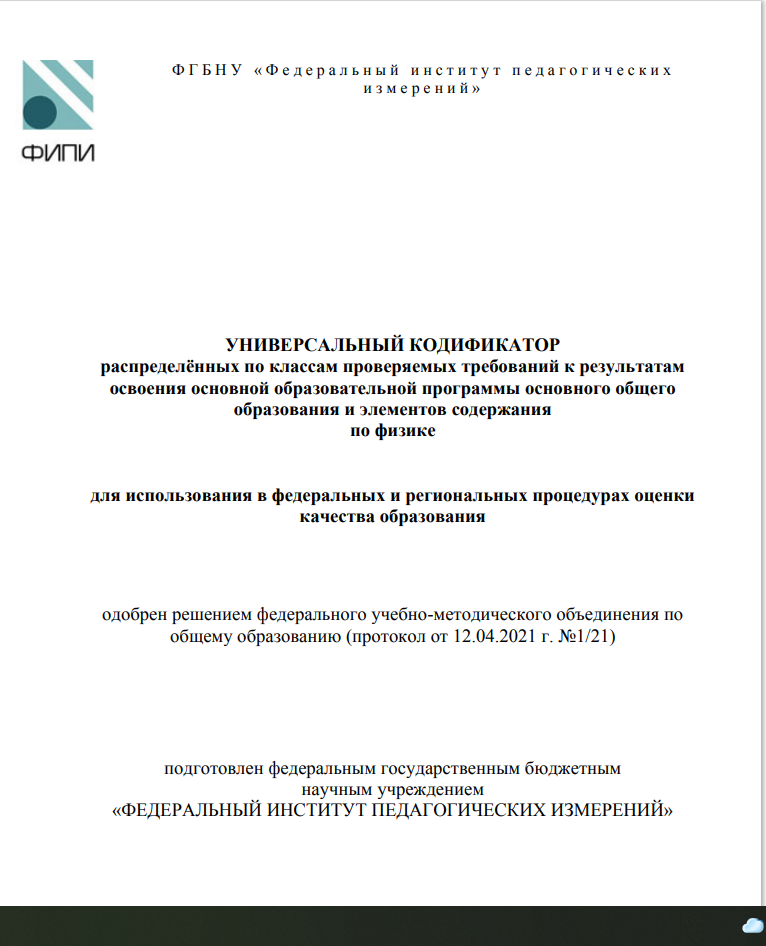 ФГБНУ «Федеральный институт педагогических
измерений»
ФИПИ
УНИВЕРСАЛЬНЫЙ КОДИФИКАТОР
распределённых по классам проверяемых требований к результатам
освоения основной образовательной программы основного общего
образования и элементов содержания
по физике
для использования в федеральных и региональных процедурах оценки
качества образования
одобрен решением федерального учебно-методического объединения по
общему образованию (протокол от 12.04.2021 г. №1/21)
подготовлен федеральным государственным бюджетным
научным учреждением
«ФЕДЕРАЛЬНЫЙ ИНСТИТУТ ПЕДАГОГИЧЕСКИХ ИЗМЕРЕНИЙ»